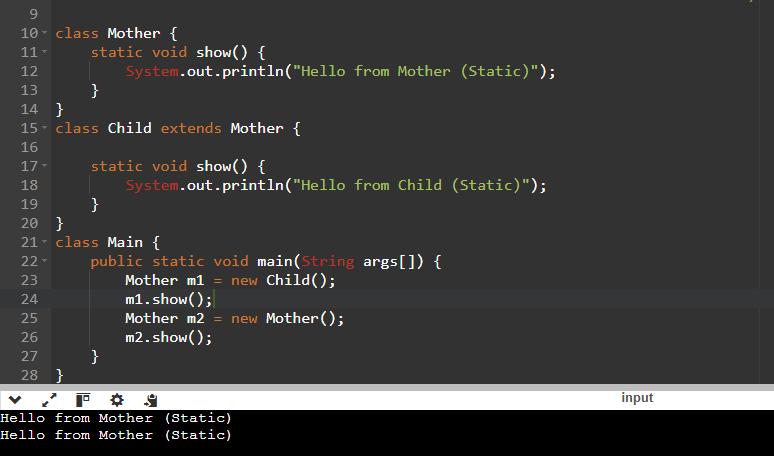 9
10 class Mother {
11     static void show() {
12         System.out.println("Hello from Mother (Static)");
13     }
14 }
15 class Child extends Mother {
16
17     static void show() {
18         System.out.println("Hello from Child (Static)");
19     }
20 }
21 class Main {
22     public static void main(String args[]) {
23         Mother m1 = new Child();
24         m1.show();
25         Mother m2 = new Mother();
26         m2.show();
27     }
28 }
input
Hello from Mother (Static)
Hello from Mother (Static)